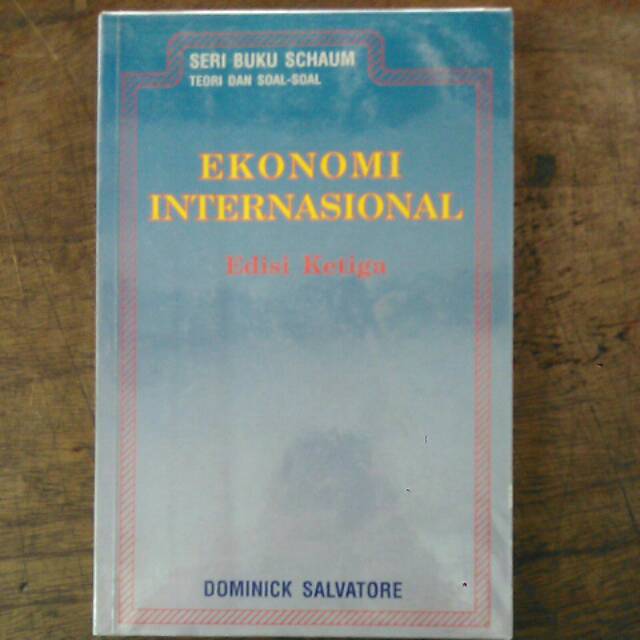 SERI BUKU SCHAUM
TEORI DAN SOAL-SOAL
EKONOMI
INTERNASIONAL
Edisi Ketiga
DOMINICK SALVATORE